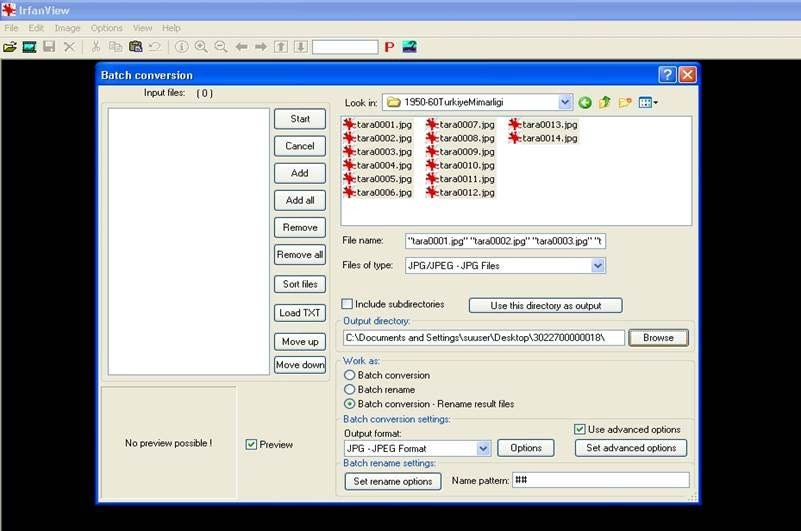 IrfanView
File Edit Image Options View Help
P
Batch conversion
Input files: ( 0 )
Start
Cancel
Add
Add all
Remove
Remove all
Sort files
Load TXT
Move up
Move down
No preview possible !
Preview
Look in: 1950-60TurkiyeMimarligi
tara0001.jpg tara0007.jpg tara0013.jpg
tara0002.jpg tara0008.jpg tara0014.jpg
tara0003.jpg tara0009.jpg
tara0004.jpg tara0010.jpg
tara0005.jpg tara0011.jpg
tara0006.jpg tara0012.jpg
File name: "tara0001.jpg" "tara0002.jpg" "tara0003.jpg" "t
Files of type: JPG/JPEG - JPG Files
Include subdirectories Use this directory as output
Output directory:
C:\Documents and Settings\suuser\Desktop\3022700000018\ Browse
Work as:
Batch conversion
Batch rename
Batch conversion - Rename result files
Batch conversion settings:
Use advanced options
Output format:
JPG - JPEG Format Options Set advanced options
Batch rename settings:
Set rename options Name pattern: ##